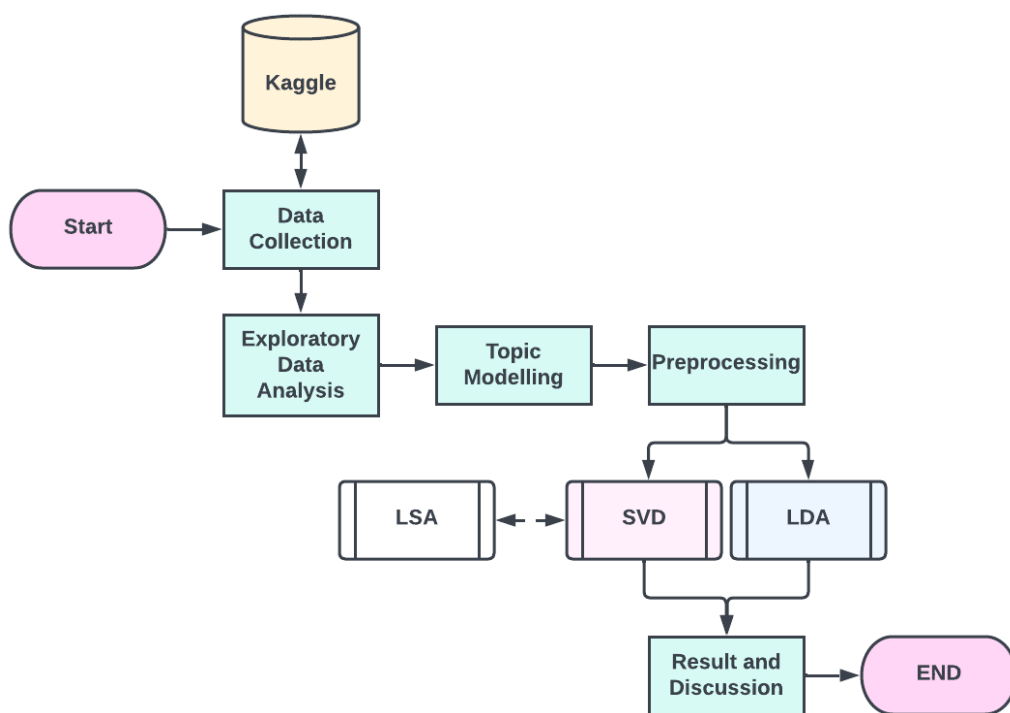 Kaggle
Start
Data
Collection
Exploratory
Data
Analysis
Topic
Modelling
Preprocessing
LSA
SVD
LDA
Result and
Discussion
END